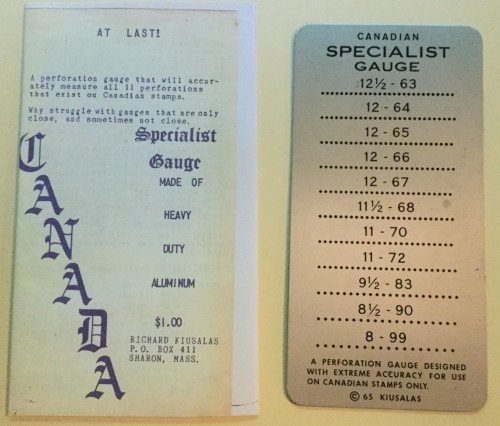 AT LAST!
A perforation gauge that will accur-
ately measure all 11 perforations
that exist on Canadian stamps.
Why struggle with gauges that are only
close, and sometimes not close.
CANADA
Specialist
Gauge
MADE OF
HEAVY
DUTY
ALUMINUM
$1.00
RICHARD KIUSALAS
P.O. BOX 411
SHARON, MASS.
CANADIAN
SPECIALIST
GAUGE
12½ - 63
12 - 64
12 - 65
12 - 66
12 - 67
11½ - 68
11 - 70
11 - 72
9½ - 83
8½ - 90
8 - 99
A PERFORATION GAUGE DESIGNED
WITH EXTREME ACCURACY FOR USE
ON CANADIAN STAMPS ONLY.
© 65 KIUSALAS